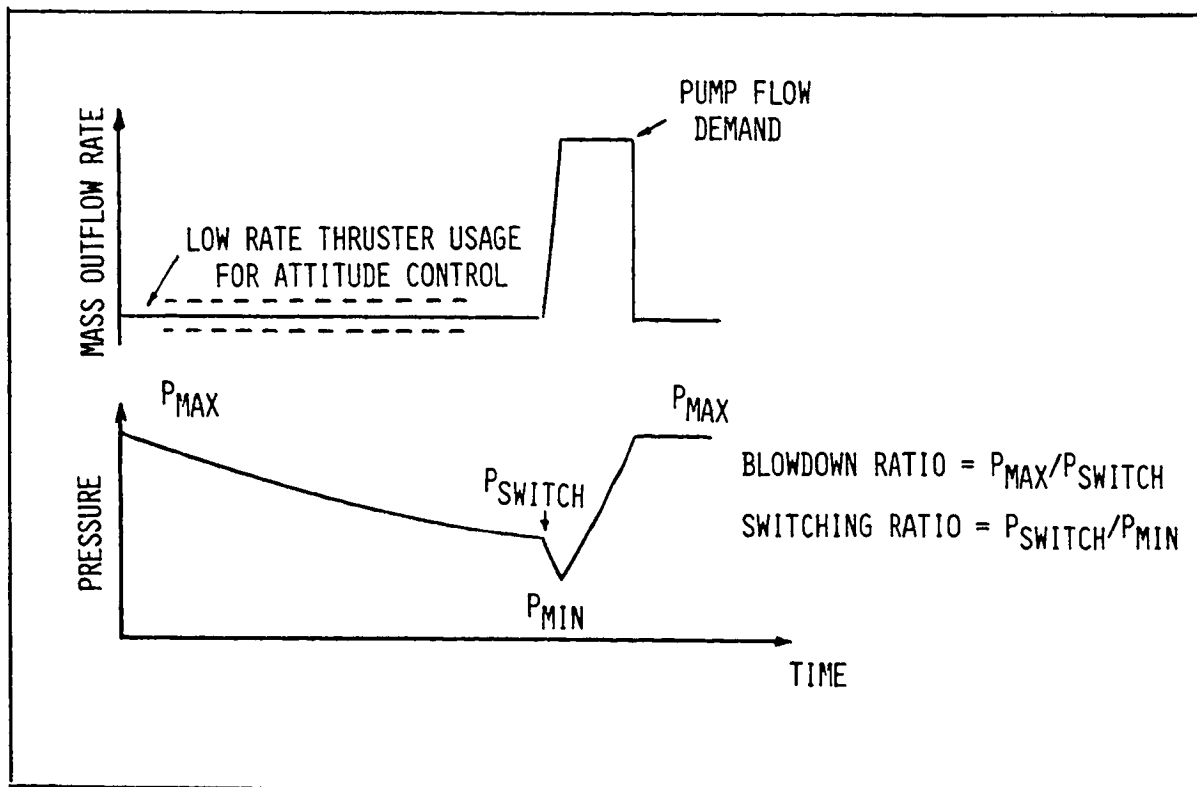 PUMP FLOW
DEMAND
MASS OUTFLOW RATE
LOW RATE THRUSTER USAGE
FOR ATTITUDE CONTROL
PMAX
PMAX
PSWITCH
BLOWDOWN RATIO = PMAX/PSWITCH
SWITCHING RATIO = PSWITCH/PMIN
PRESSURE
PMIN
TIME